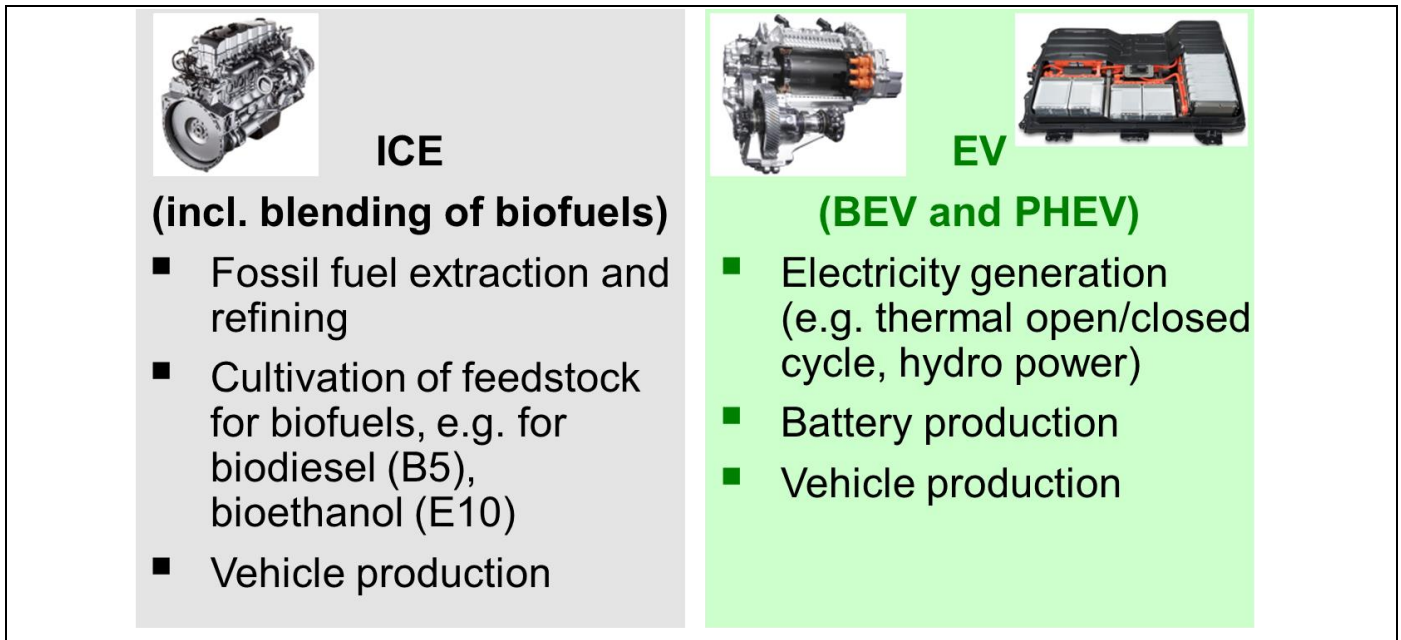 ICE
(incl. blending of biofuels)
■ Fossil fuel extraction and
refining
■ Cultivation of feedstock
for biofuels, e.g. for
biodiesel (B5),
bioethanol (E10)
■ Vehicle production
EV
(BEV and PHEV)
■ Electricity generation
(e.g. thermal open/closed
cycle, hydro power)
■ Battery production
■ Vehicle production